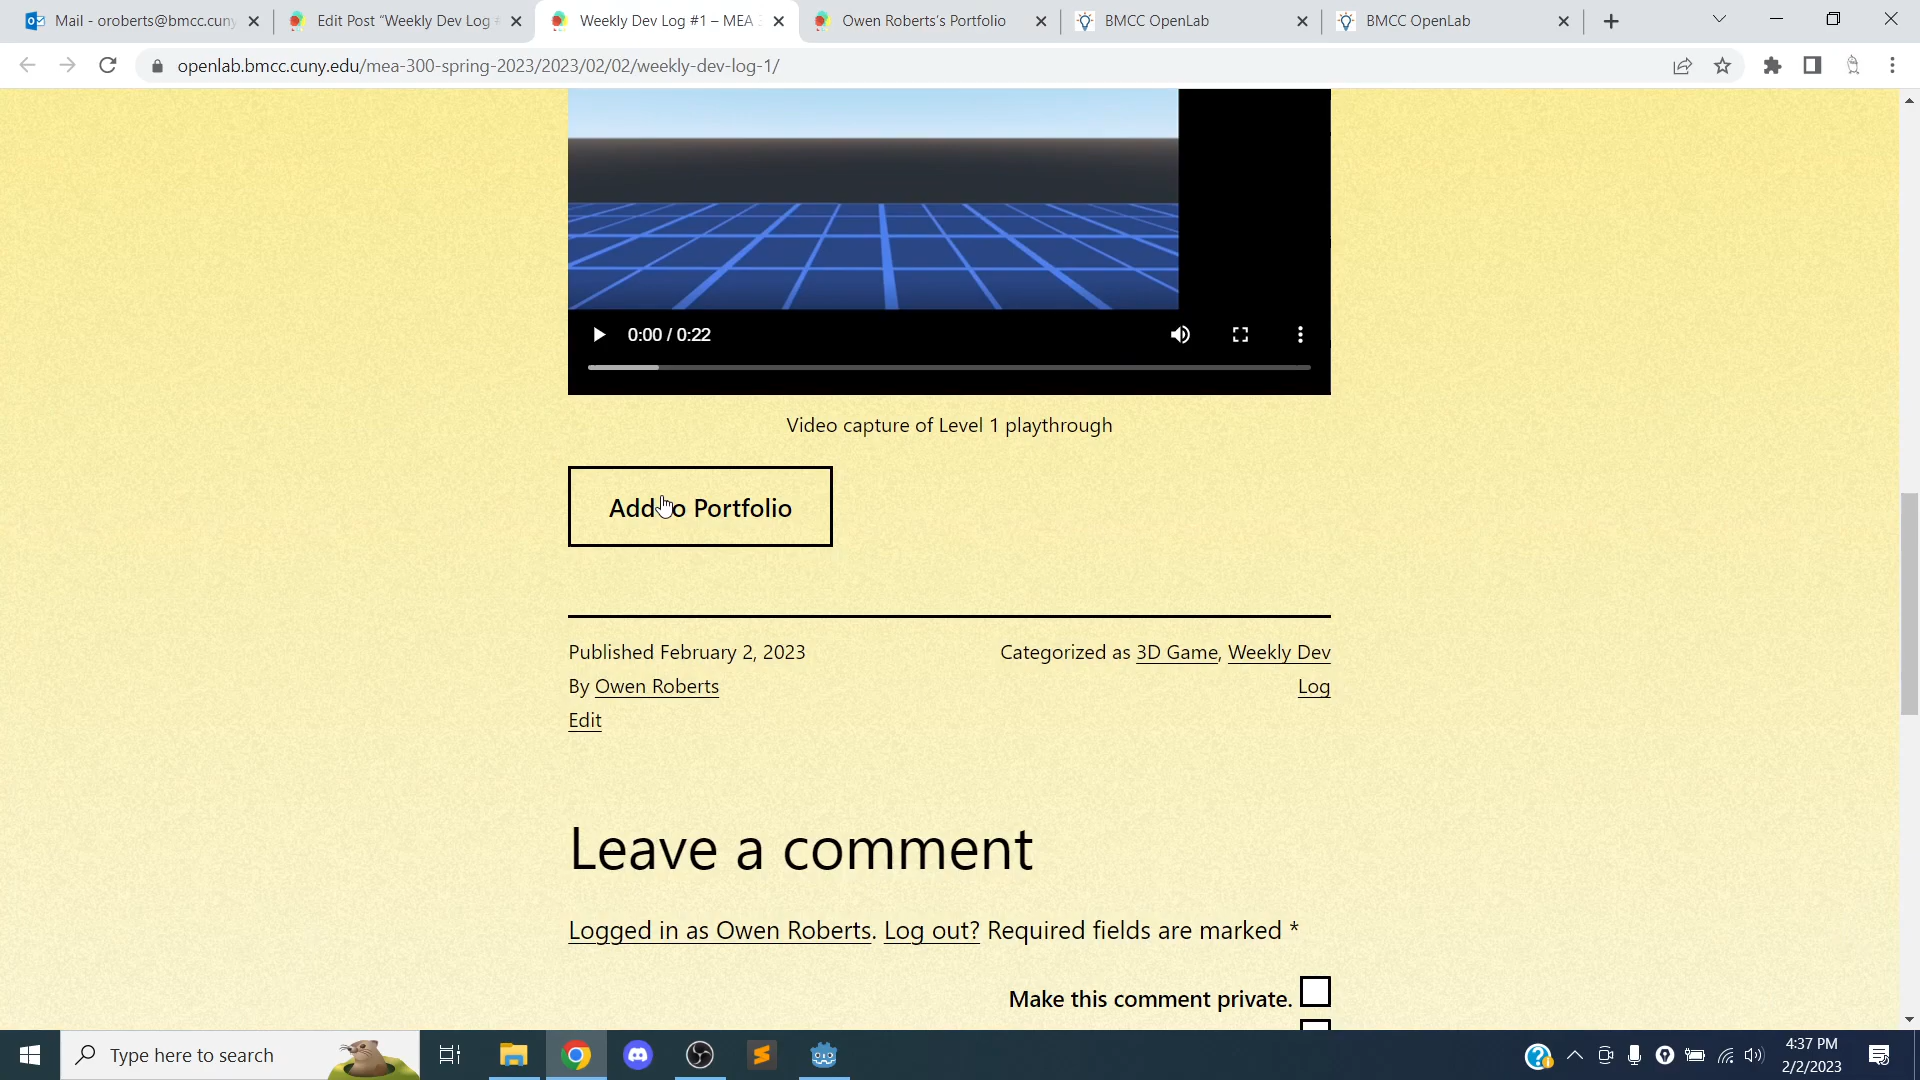 Mail - oroberts@bmcc.cuny
Edit Post “Weekly Dev Log
Weekly Dev Log #1 – MEA
Owen Roberts's Portfolio
BMCC OpenLab
BMCC OpenLab
openlab.bmcc.cuny.edu/mea-300-spring-2023/2023/02/02/weekly-dev-log-1/
0:00 / 0:22
Video capture of Level 1 playthrough
Add to Portfolio
Published February 2, 2023
By Owen Roberts
Edit
Categorized as 3D Game, Weekly Dev
Log
Leave a comment
Logged in as Owen Roberts. Log out? Required fields are marked *
Make this comment private.
Type here to search
4:37 PM
2/2/2023